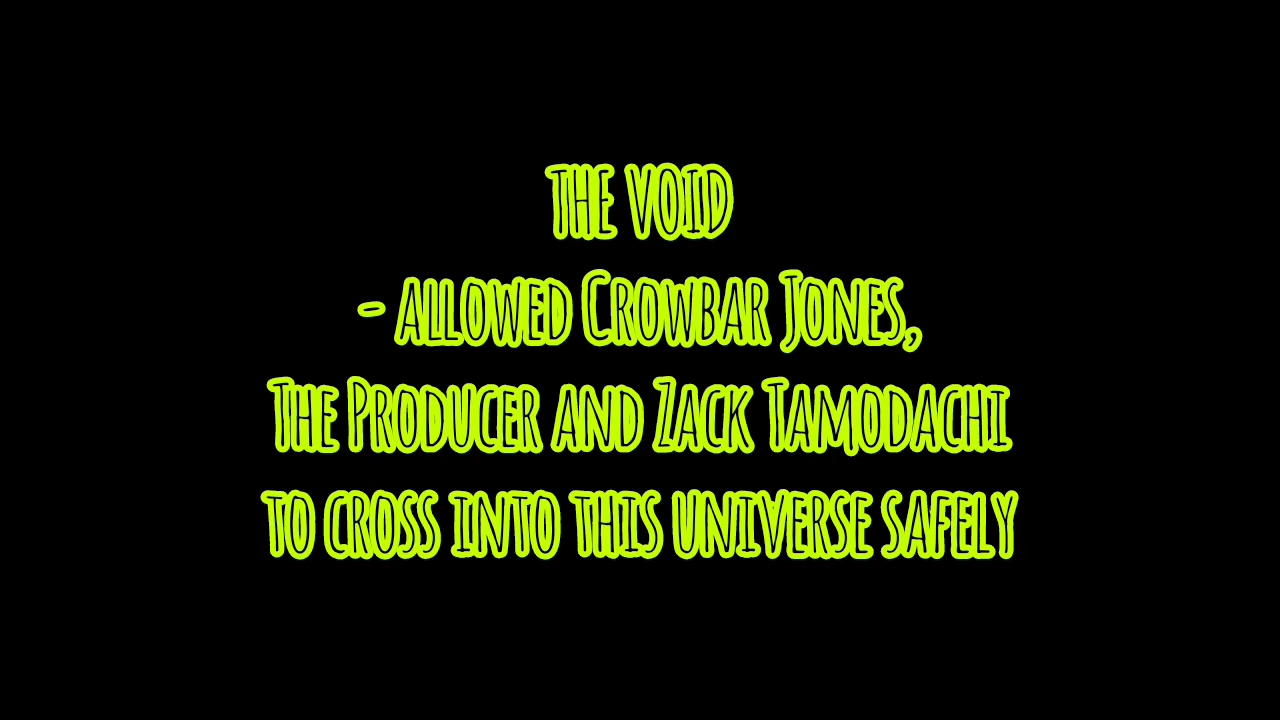 the void
- allowed Crowbar Jones,
The Producer and Zack Tamodachi
to cross into this universe safely